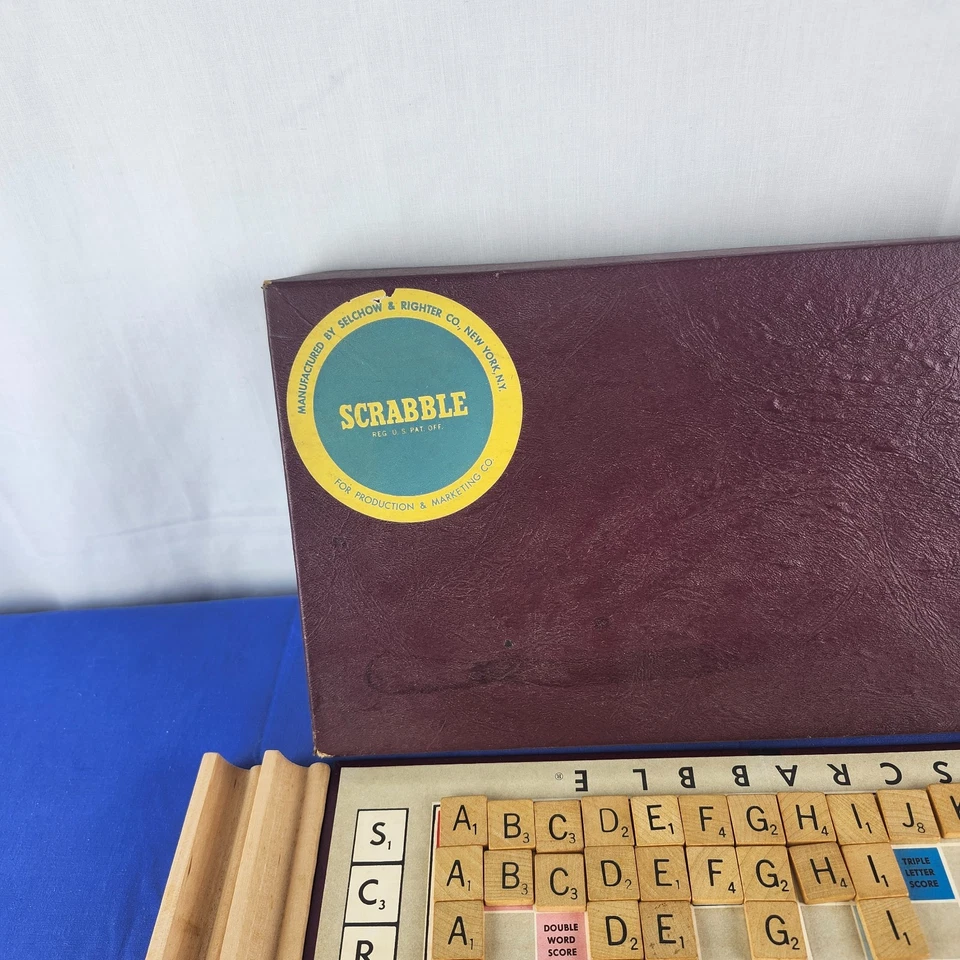 MANUFACTURED BY SELCHOW & RIGHTER CO., NEW YORK, N.Y.
SCRABBLE
REG. U.S. PAT. OFF.
FOR PRODUCTION & MARKETING CO.
SCRABBLE®
S1
C3
R
A1 B3 C3 D2 E1 F4 G2 H4 I1 J8 K
A1 B3 C3 D2 E1 F4 G2 H4 I1
TRIPLE
LETTER
SCORE
A1
DOUBLE
WORD
SCORE
D2 E1 G2 I1